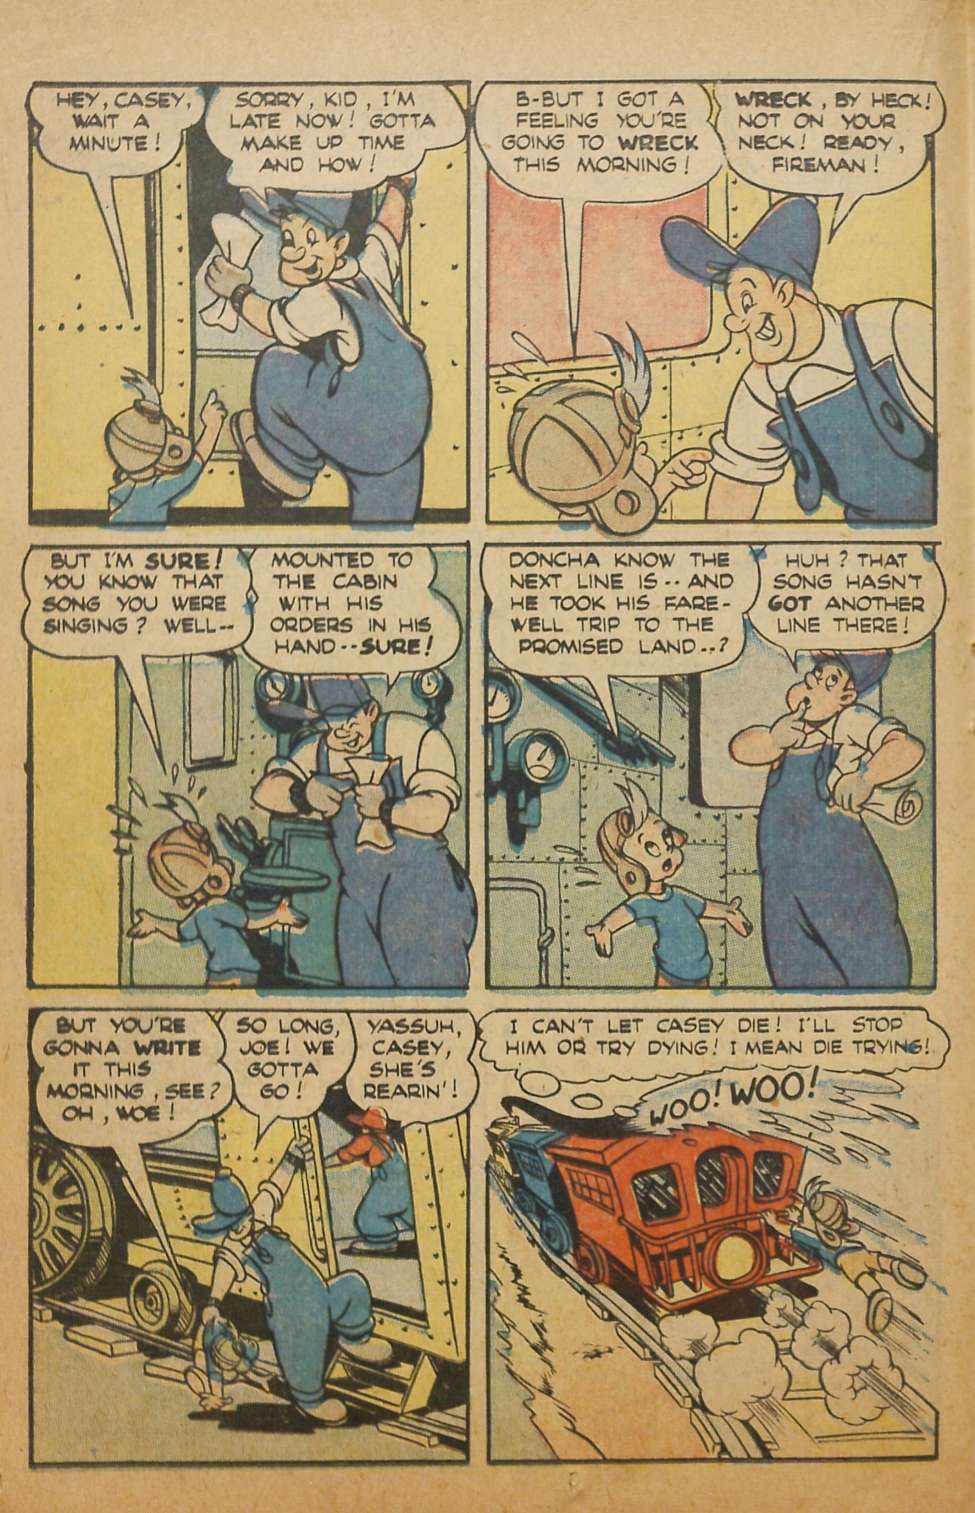 HEY, CASEY,
WAIT A
MINUTE!
SORRY, KID, I'M
LATE NOW! GOTTA
MAKE UP TIME
AND HOW!
B-BUT I GOT A
FEELING YOU'RE
GOING TO WRECK
THIS MORNING!
WRECK, BY HECK!
NOT ON YOUR
NECK! READY,
FIREMAN!
BUT I'M SURE!
YOU KNOW THAT
SONG YOU WERE
SINGING? WELL--
MOUNTED TO
THE CABIN
WITH HIS
ORDERS IN HIS
HAND--SURE!
DONCHA KNOW THE
NEXT LINE IS--AND
HE TOOK HIS FARE-
WELL TRIP TO THE
PROMISED LAND--?
HUH? THAT
SONG HASN'T
GOT ANOTHER
LINE THERE!
BUT YOU'RE
GONNA WRITE
IT THIS
MORNING, SEE?
OH, WOE!
SO LONG,
JOE! WE
GOTTA
GO!
YASSUH,
CASEY,
SHE'S
REARIN'!
I CAN'T LET CASEY DIE! I'LL STOP
HIM OR TRY DYING! I MEAN DIE TRYING!
WOO! WOO!